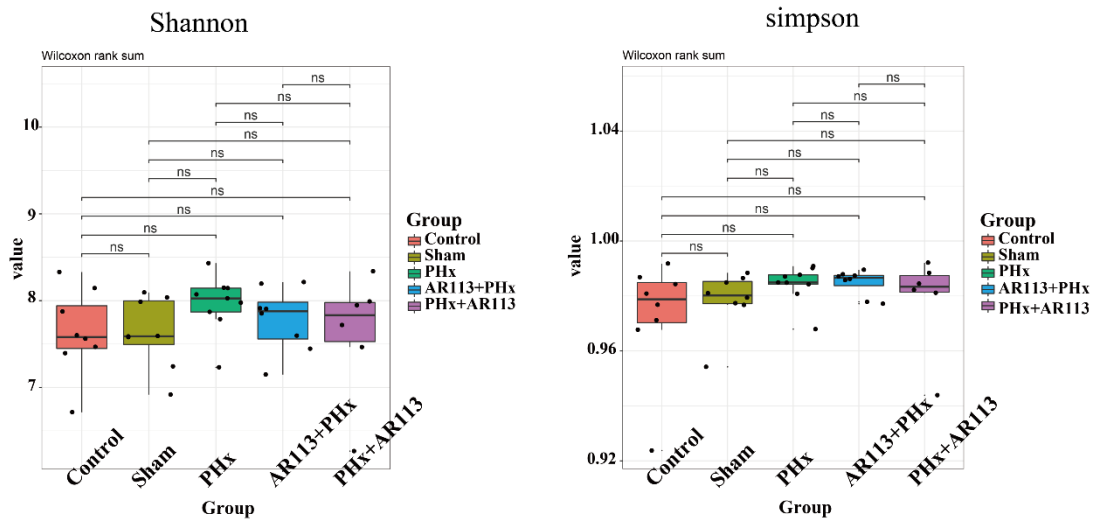 Shannon
Wilcoxon rank sum
ns
ns
ns
ns
ns
ns
ns
ns
ns
ns
10
9
8
7
value
Control
Sham
PHx
AR113+PHx
PHx+AR113
Group
Group
Control
Sham
PHx
AR113+PHx
PHx+AR113
simpson
Wilcoxon rank sum
ns
ns
ns
ns
ns
ns
ns
ns
ns
ns
1.04
1.00
0.96
0.92
value
Control
Sham
PHx
AR113+PHx
PHx+AR113
Group
Group
Control
Sham
PHx
AR113+PHx
PHx+AR113